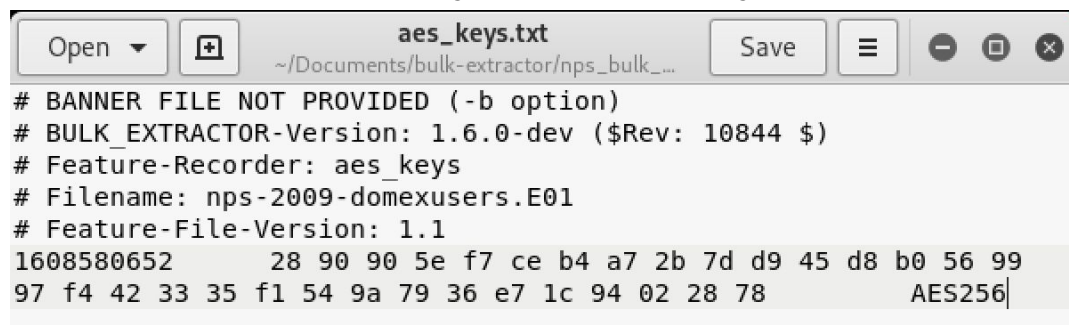 Open
aes_keys.txt
~/Documents/bulk-extractor/nps_bulk_...
Save
# BANNER FILE NOT PROVIDED (-b option)
# BULK_EXTRACTOR-Version: 1.6.0-dev ($Rev: 10844 $)
# Feature-Recorder: aes_keys
# Filename: nps-2009-domexusers.E01
# Feature-File-Version: 1.1
1608580652 28 90 90 5e f7 ce b4 a7 2b 7d d9 45 d8 b0 56 99
97 f4 42 33 35 f1 54 9a 79 36 e7 1c 94 02 28 78 AES256